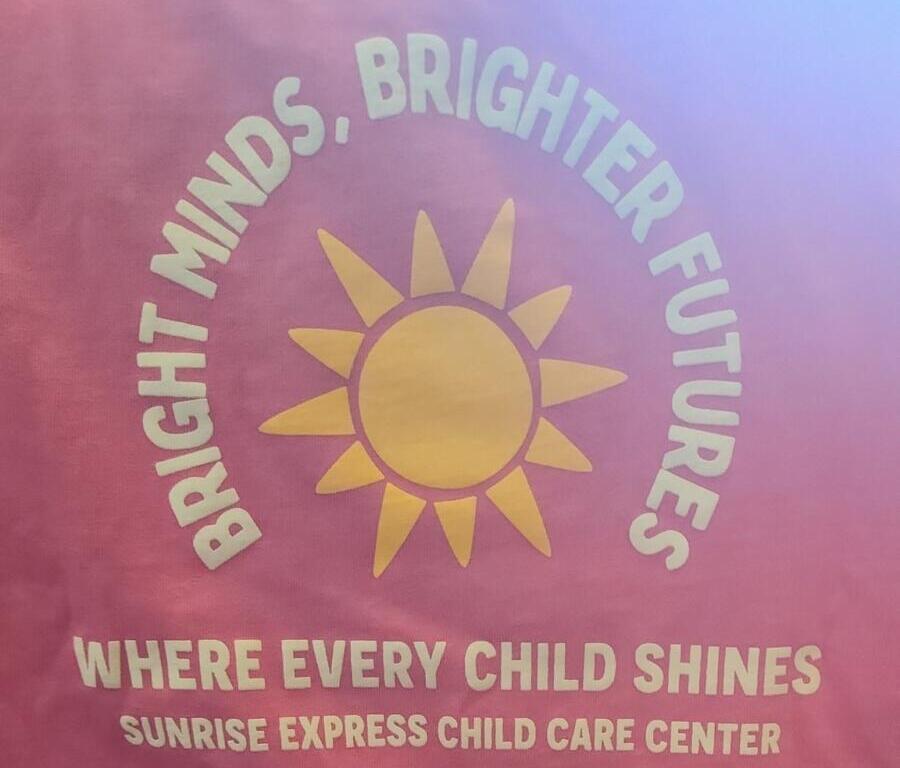 BRIGHT MINDS, BRIGHTER FUTURES
WHERE EVERY CHILD SHINES
SUNRISE EXPRESS CHILD CARE CENTER